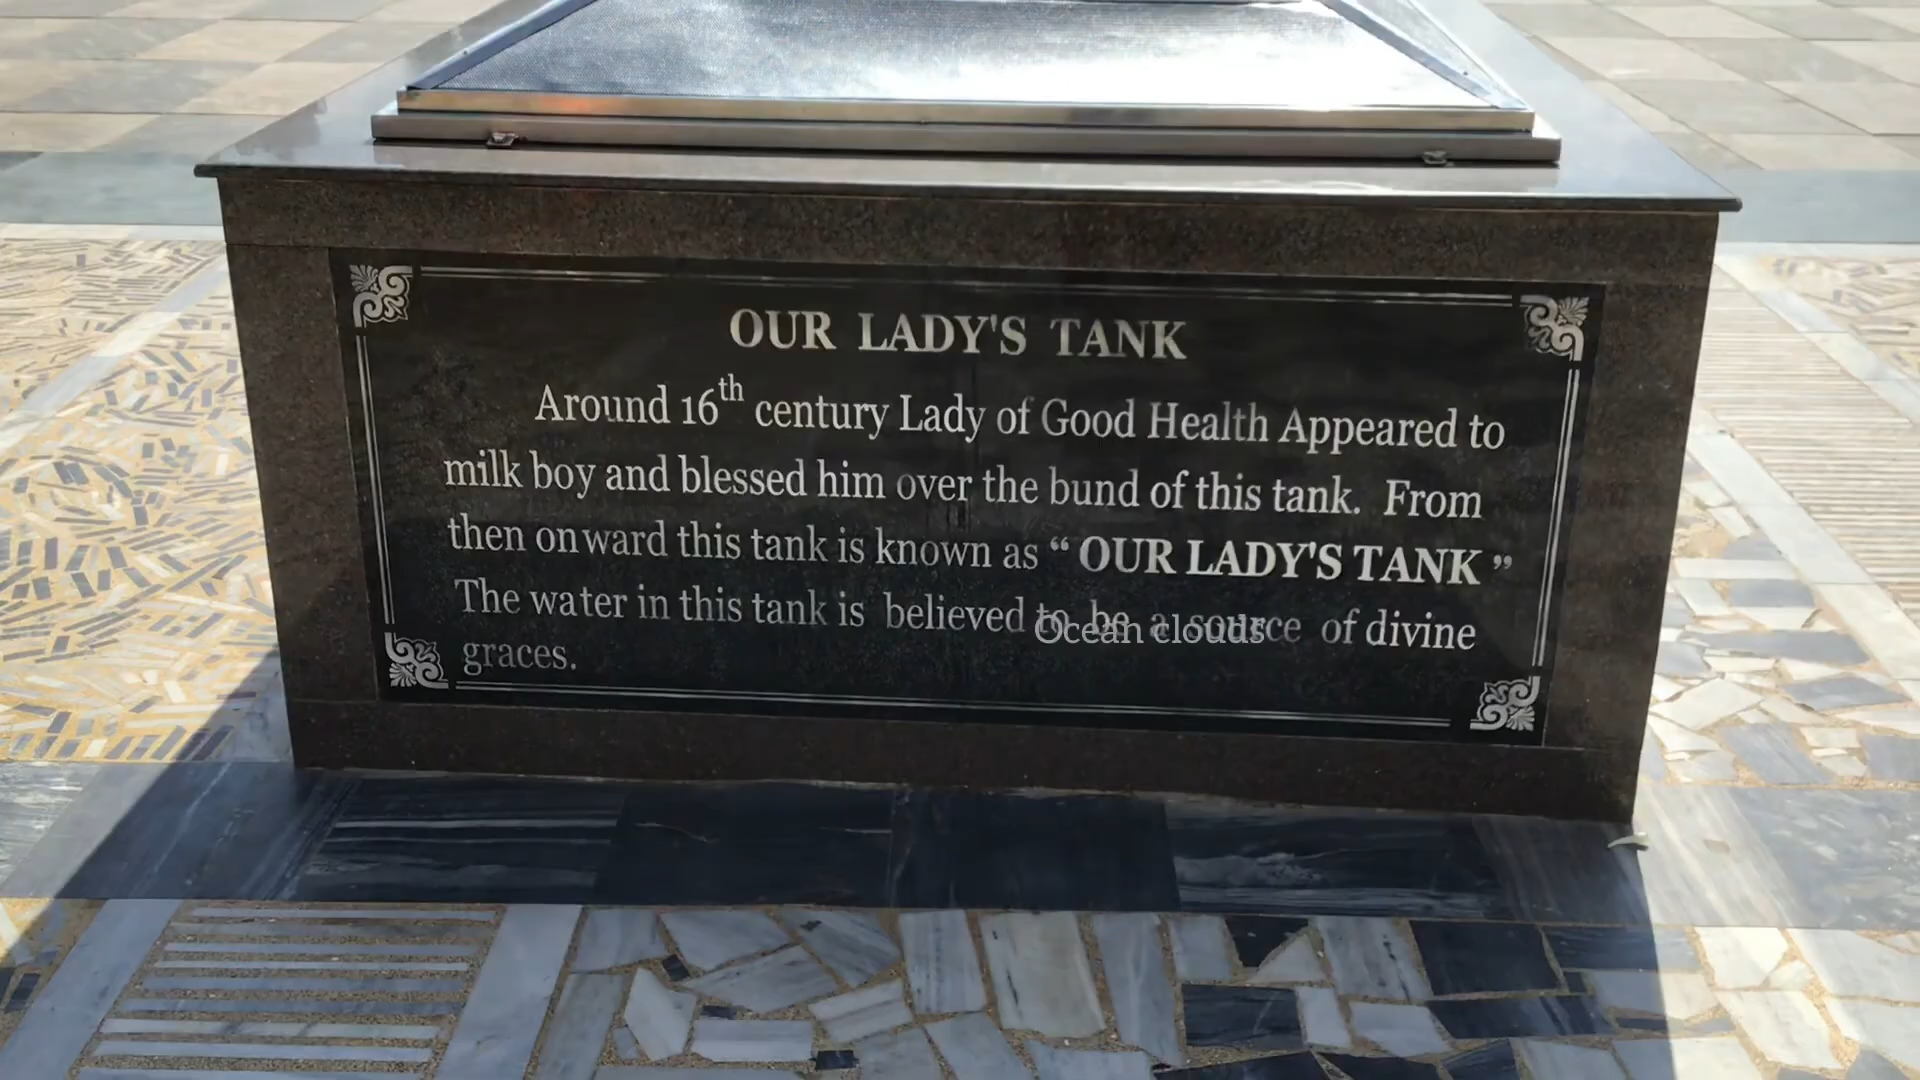 OUR LADY'S TANK
Around 16th century Lady of Good Health Appeared to
milk boy and blessed him over the bund of this tank. From
then onward this tank is known as “ OUR LADY'S TANK ”
The water in this tank is believed to be a source of divine
graces.
Ocean clouds